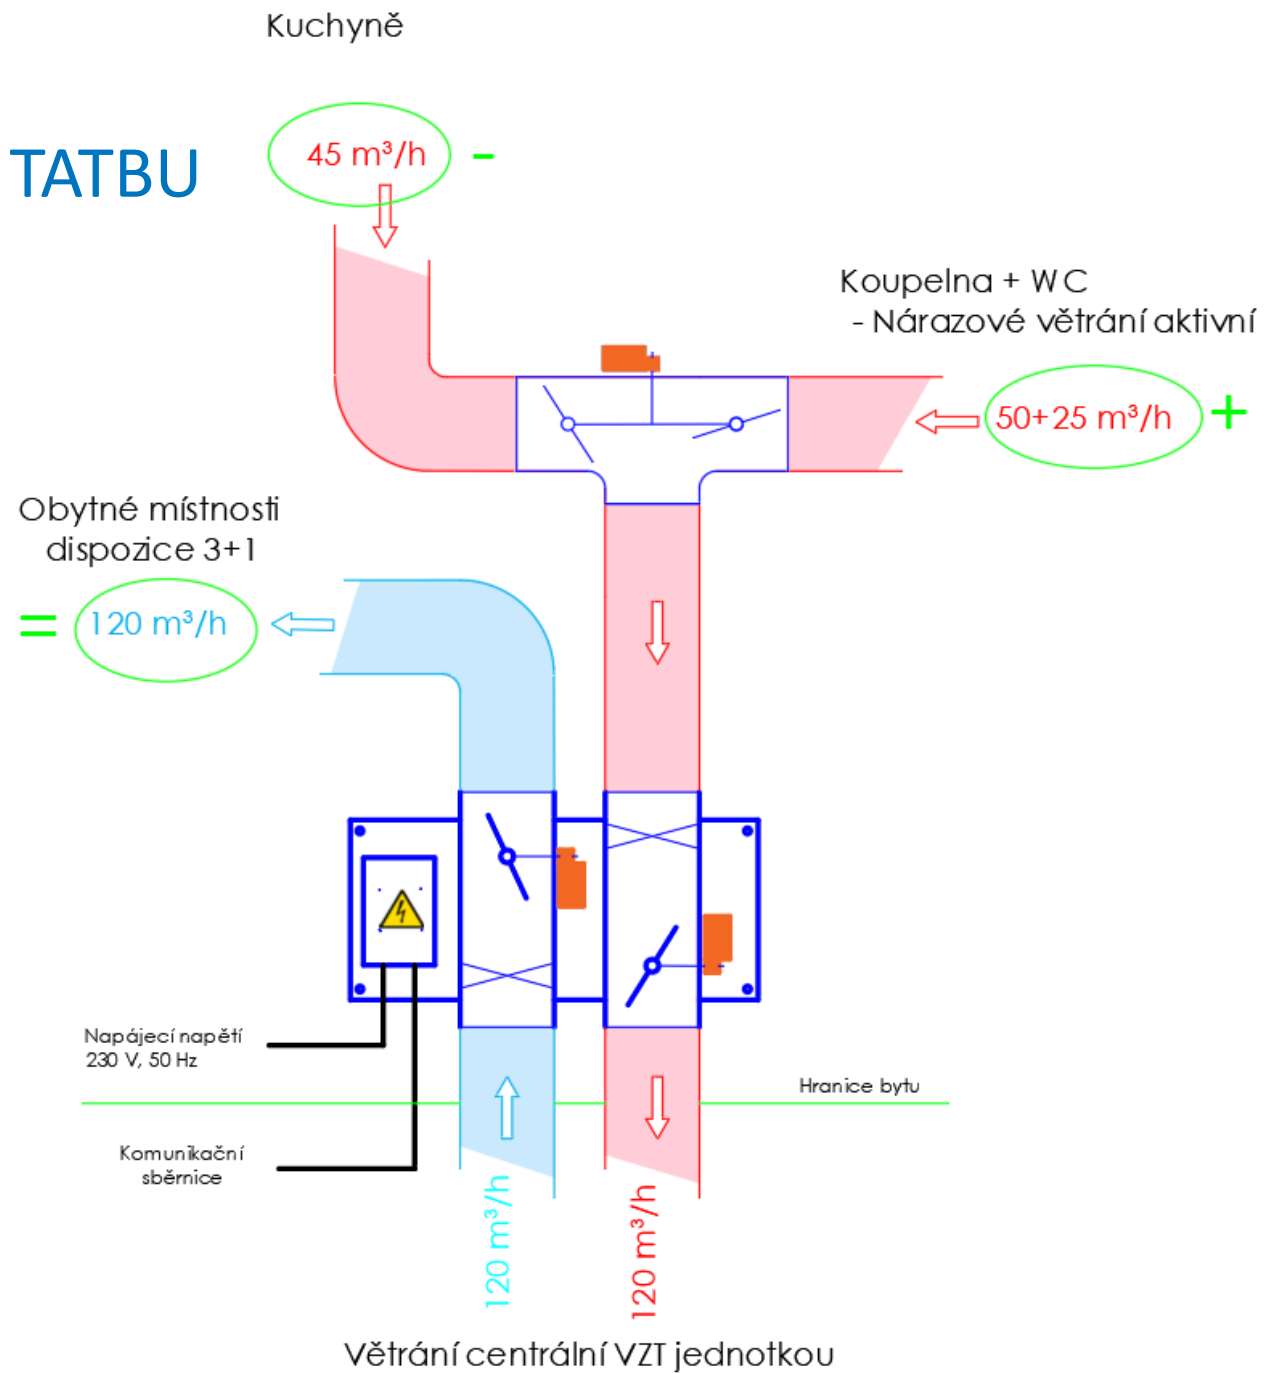 Kuchyně
TATBU
45 m³/h -
Koupelna + WC
- Nárazové větrání aktivní
50+25 m³/h +
Obytné místnosti
dispozice 3+1
= 120 m³/h
Napájecí napětí
230 V, 50 Hz
Hranice bytu
Komunikační
sběrnice
120 m³/h
120 m³/h
Větrání centrální VZT jednotkou